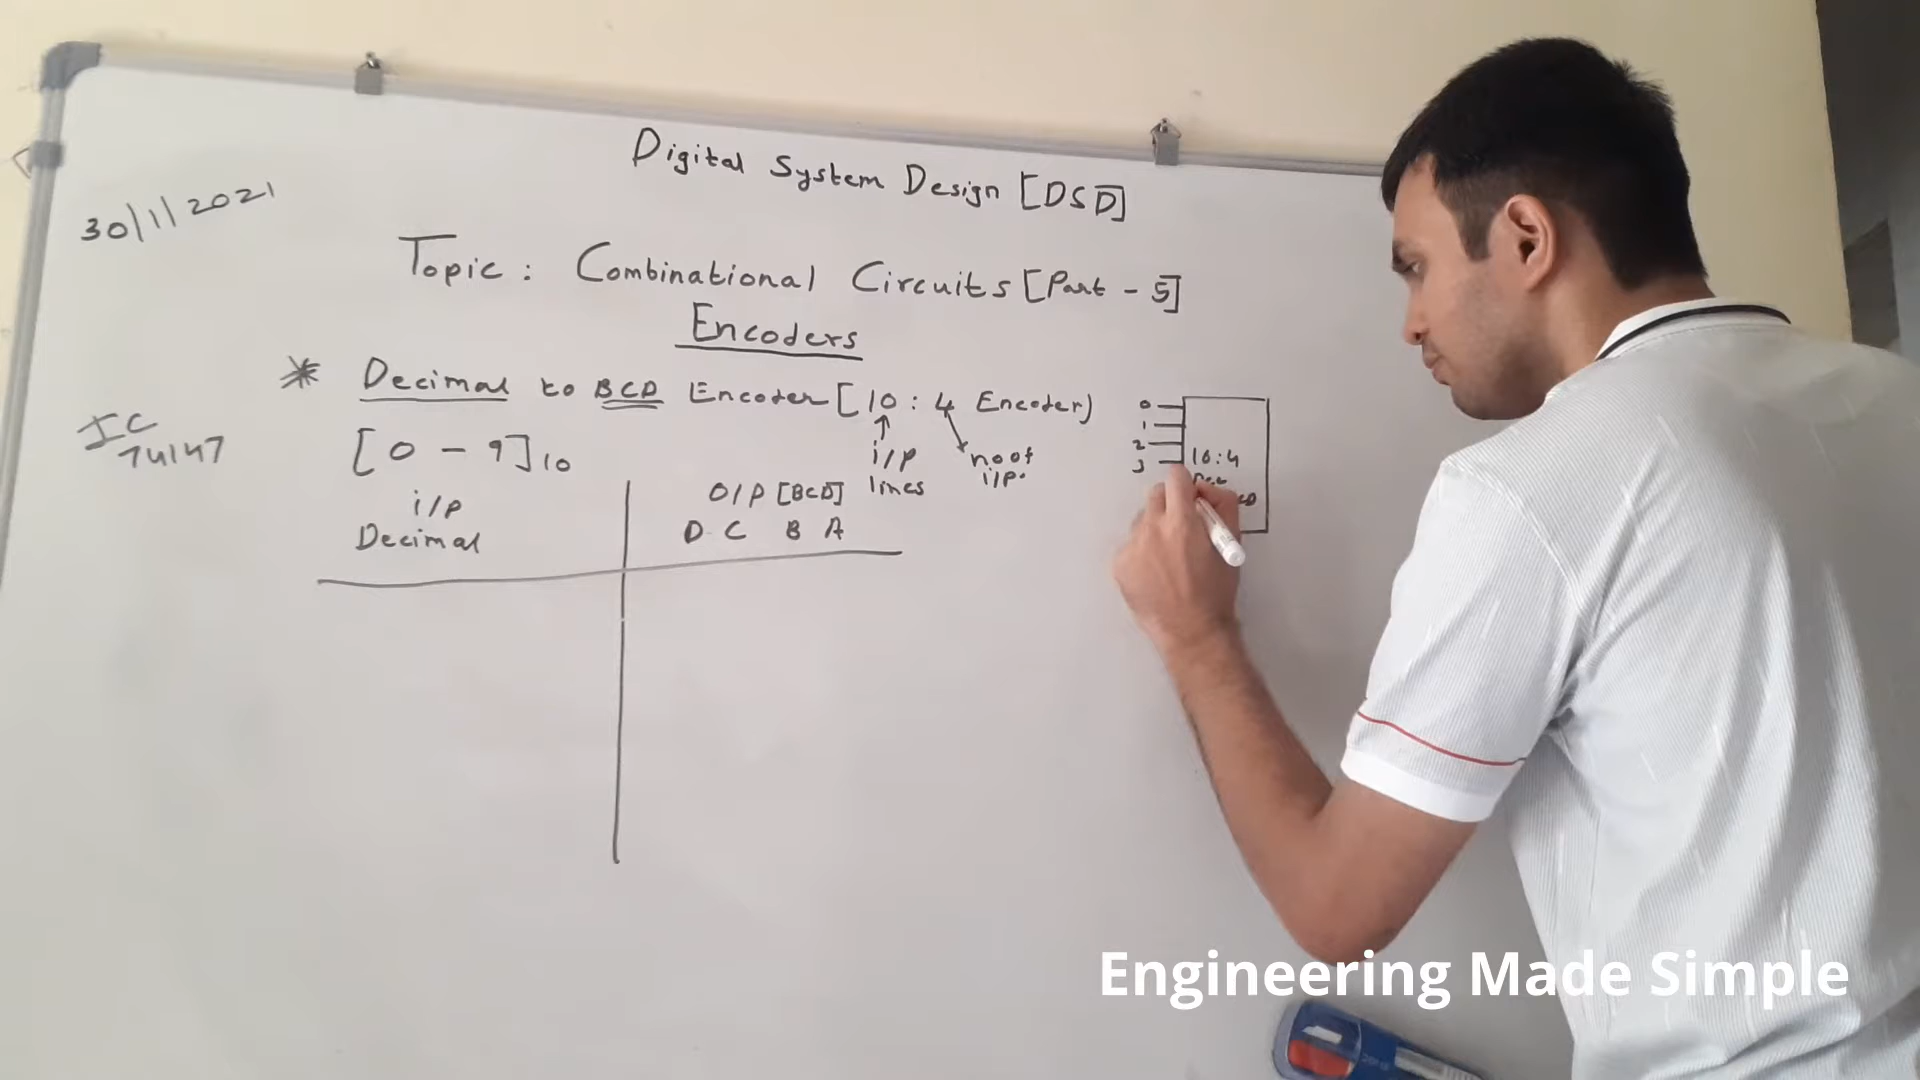 Digital System Design [DSD]
30/1/2021
Topic: Combinational Circuits [Part - 5]
Encoders
* Decimal to BCD Encoder [10:4 Encoder)
IC
74147
[0 - 9]10
i/p
lines
no of
i/p.
i/p
Decimal
O/P [BCD]
D C B A
0
1
2
3
10:4
Engineering Made Simple